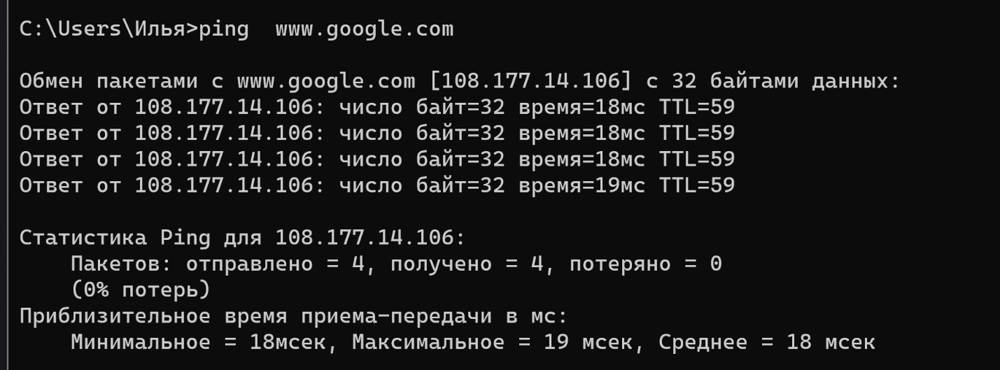 C:\Users\Илья>ping  www.google.com
Обмен пакетами с www.google.com [108.177.14.106] с 32 байтами данных:
Ответ от 108.177.14.106: число байт=32 время=18мс TTL=59
Ответ от 108.177.14.106: число байт=32 время=18мс TTL=59
Ответ от 108.177.14.106: число байт=32 время=18мс TTL=59
Ответ от 108.177.14.106: число байт=32 время=19мс TTL=59
Статистика Ping для 108.177.14.106:
    Пакетов: отправлено = 4, получено = 4, потеряно = 0
    (0% потерь)
Приблизительное время приема-передачи в мс:
    Минимальное = 18мсек, Максимальное = 19 мсек, Среднее = 18 мсек